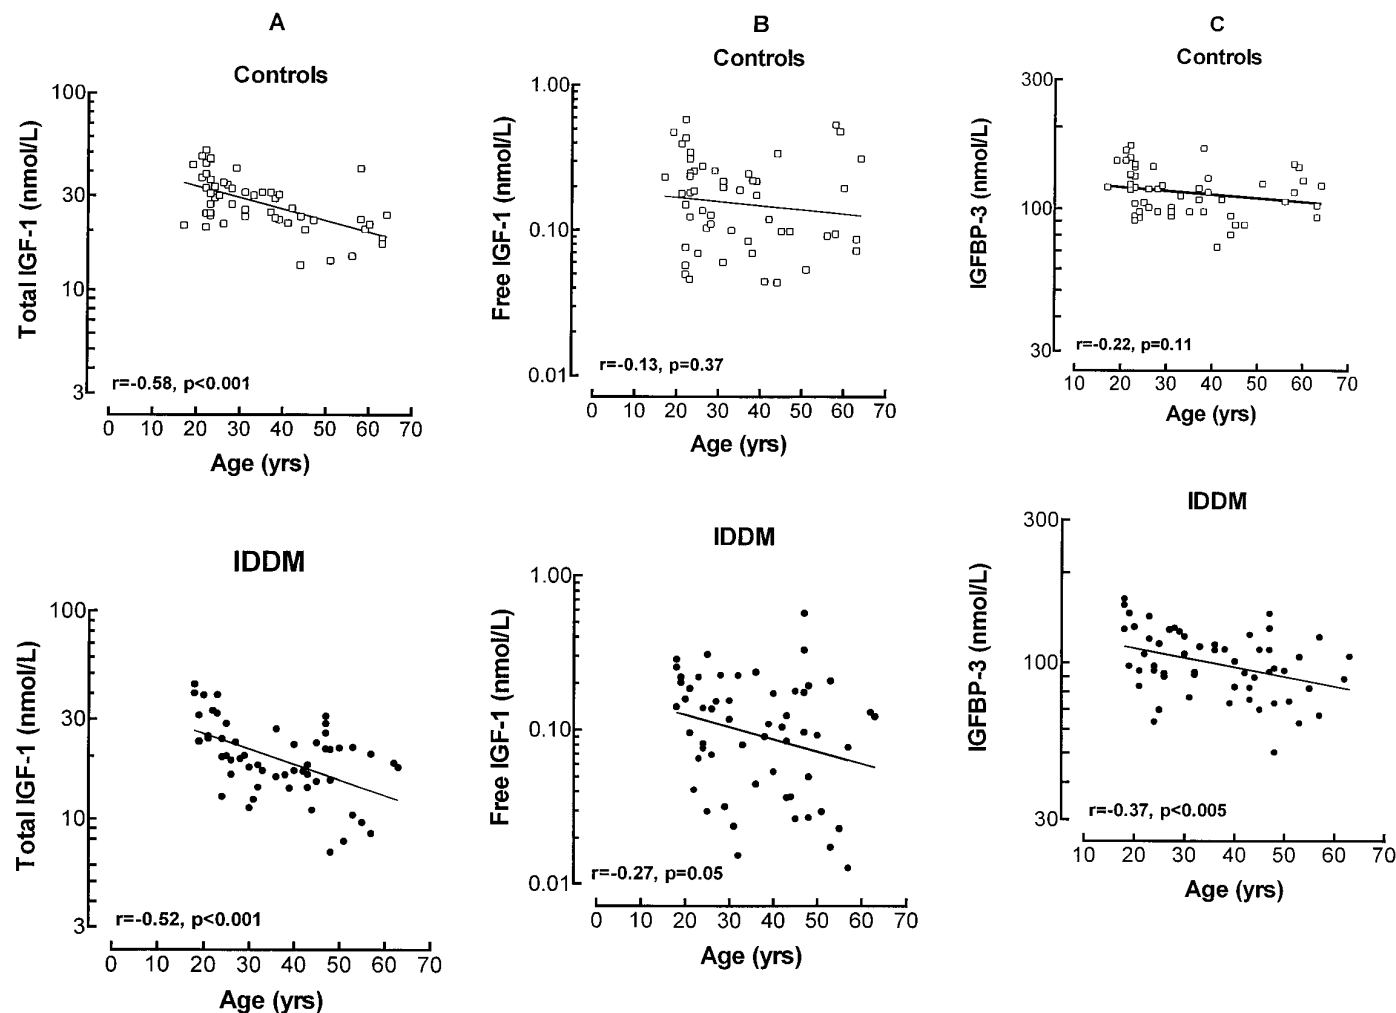 A
Controls
Total IGF-1 (nmol/L)
100
30
10
3
r=-0.58, p<0.001
0 10 20 30 40 50 60 70
Age (yrs)
B
Controls
Free IGF-1 (nmol/L)
1.00
0.10
0.01
r=-0.13, p=0.37
0 10 20 30 40 50 60 70
Age (yrs)
C
Controls
IGFBP-3 (nmol/L)
300
100
30
r=-0.22, p=0.11
10 20 30 40 50 60 70
Age (yrs)
IDDM
Total IGF-1 (nmol/L)
100
30
10
3
r=-0.52, p<0.001
0 10 20 30 40 50 60 70
Age (yrs)
IDDM
Free IGF-1 (nmol/L)
1.00
0.10
0.01
r=-0.27, p=0.05
0 10 20 30 40 50 60 70
Age (yrs)
IDDM
IGFBP-3 (nmol/L)
300
100
30
r=-0.37, p<0.005
10 20 30 40 50 60 70
Age (yrs)